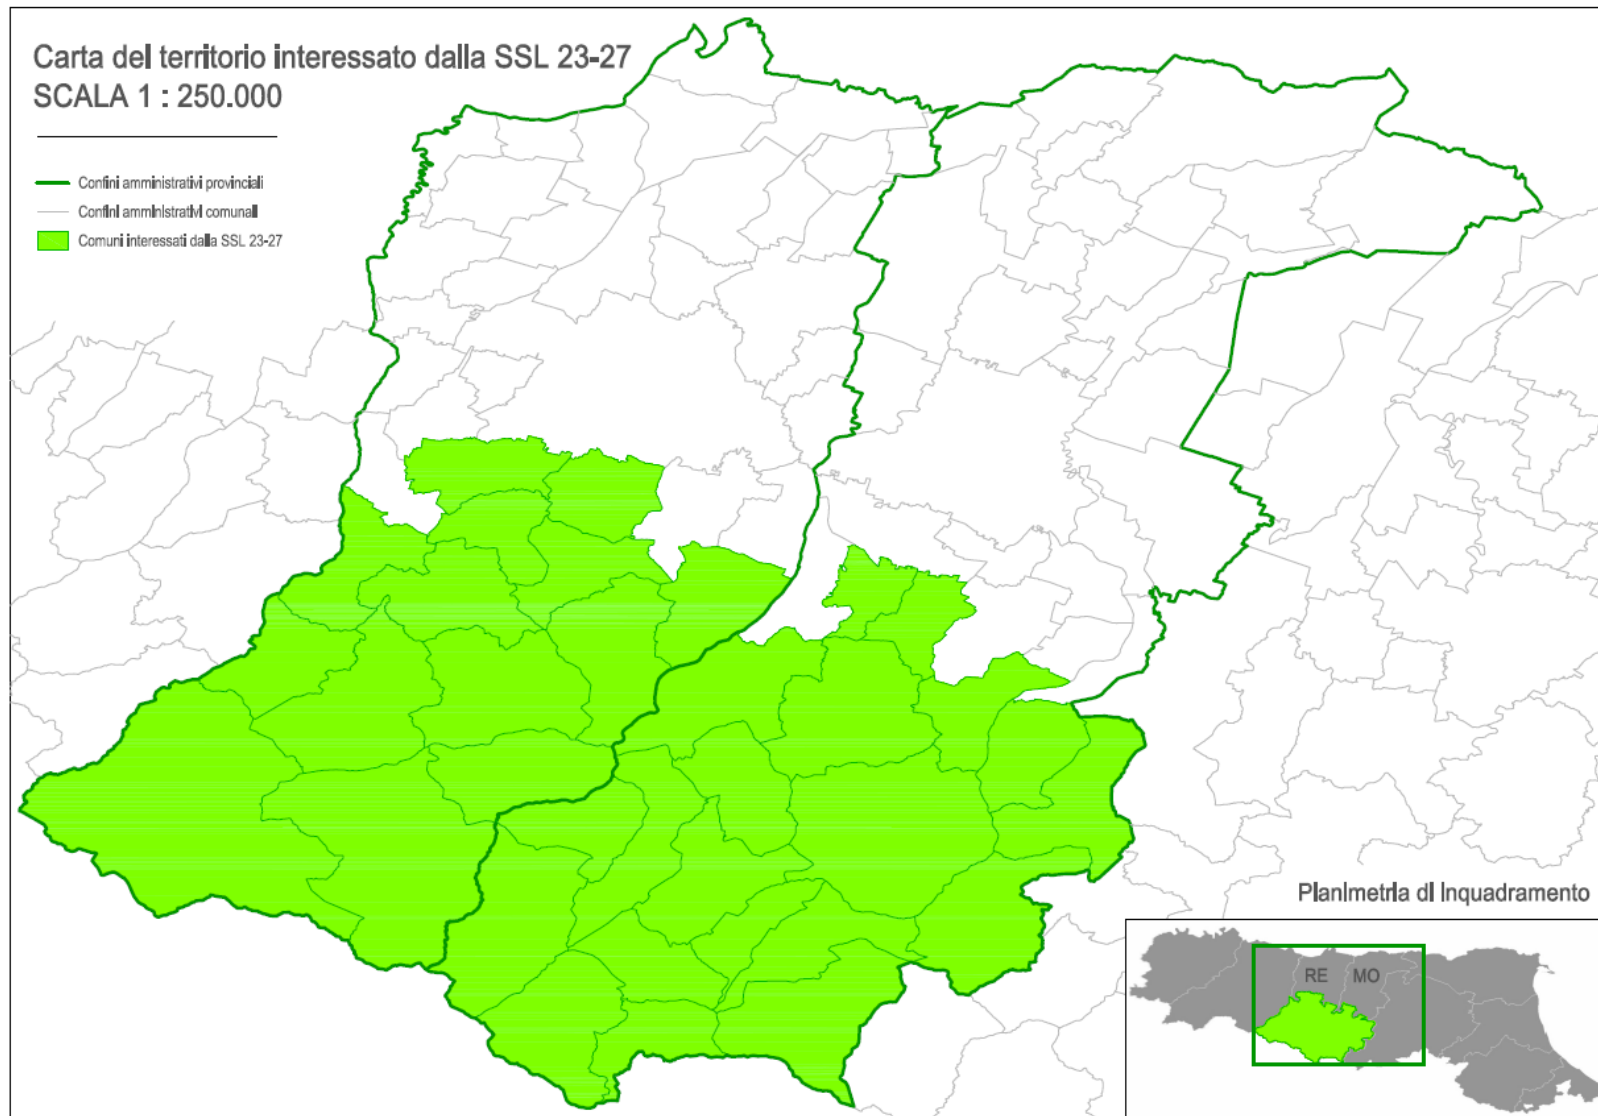 Carta del territorio interessato dalla SSL 23-27
SCALA 1 : 250.000
Confini amministrativi provinciali
Confini amministrativi comunali
Comuni interessati dalla SSL 23-27
Planimetria di Inquadramento
RE MO